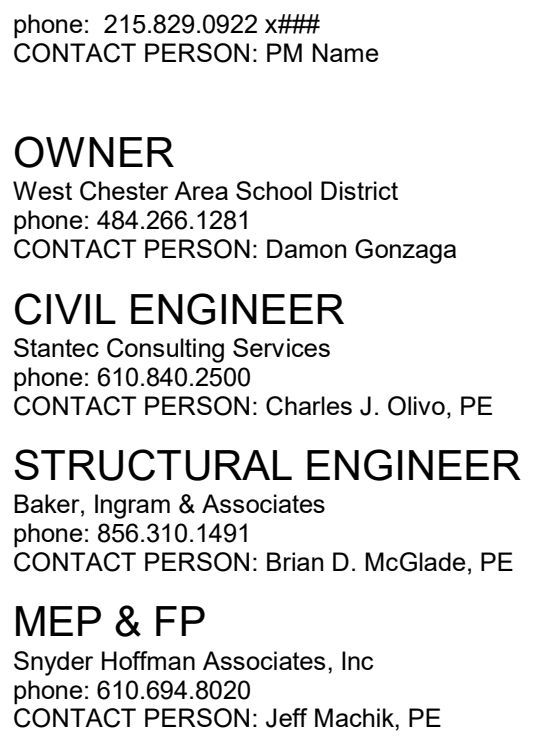 phone:  215.829.0922 x###
CONTACT PERSON: PM Name
OWNER
West Chester Area School District
phone: 484.266.1281
CONTACT PERSON: Damon Gonzaga
CIVIL ENGINEER
Stantec Consulting Services
phone: 610.840.2500
CONTACT PERSON: Charles J. Olivo, PE
STRUCTURAL ENGINEER
Baker, Ingram & Associates
phone: 856.310.1491
CONTACT PERSON: Brian D. McGlade, PE
MEP & FP
Snyder Hoffman Associates, Inc
phone: 610.694.8020
CONTACT PERSON: Jeff Machik, PE